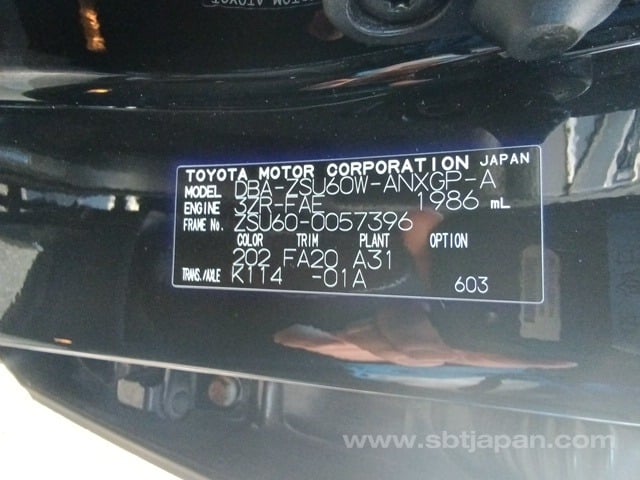 TOYOTA MOTOR CORPORATION JAPAN
MODEL DBA-ZSU60W-ANXGP-A
ENGINE 3ZR-FAE 1986 mL
FRAME No. ZSU60-0057396
COLOR TRIM PLANT OPTION
202 FA20 A31
TRANS./AXLE K114 -01A 603
www.sbtjapan.com